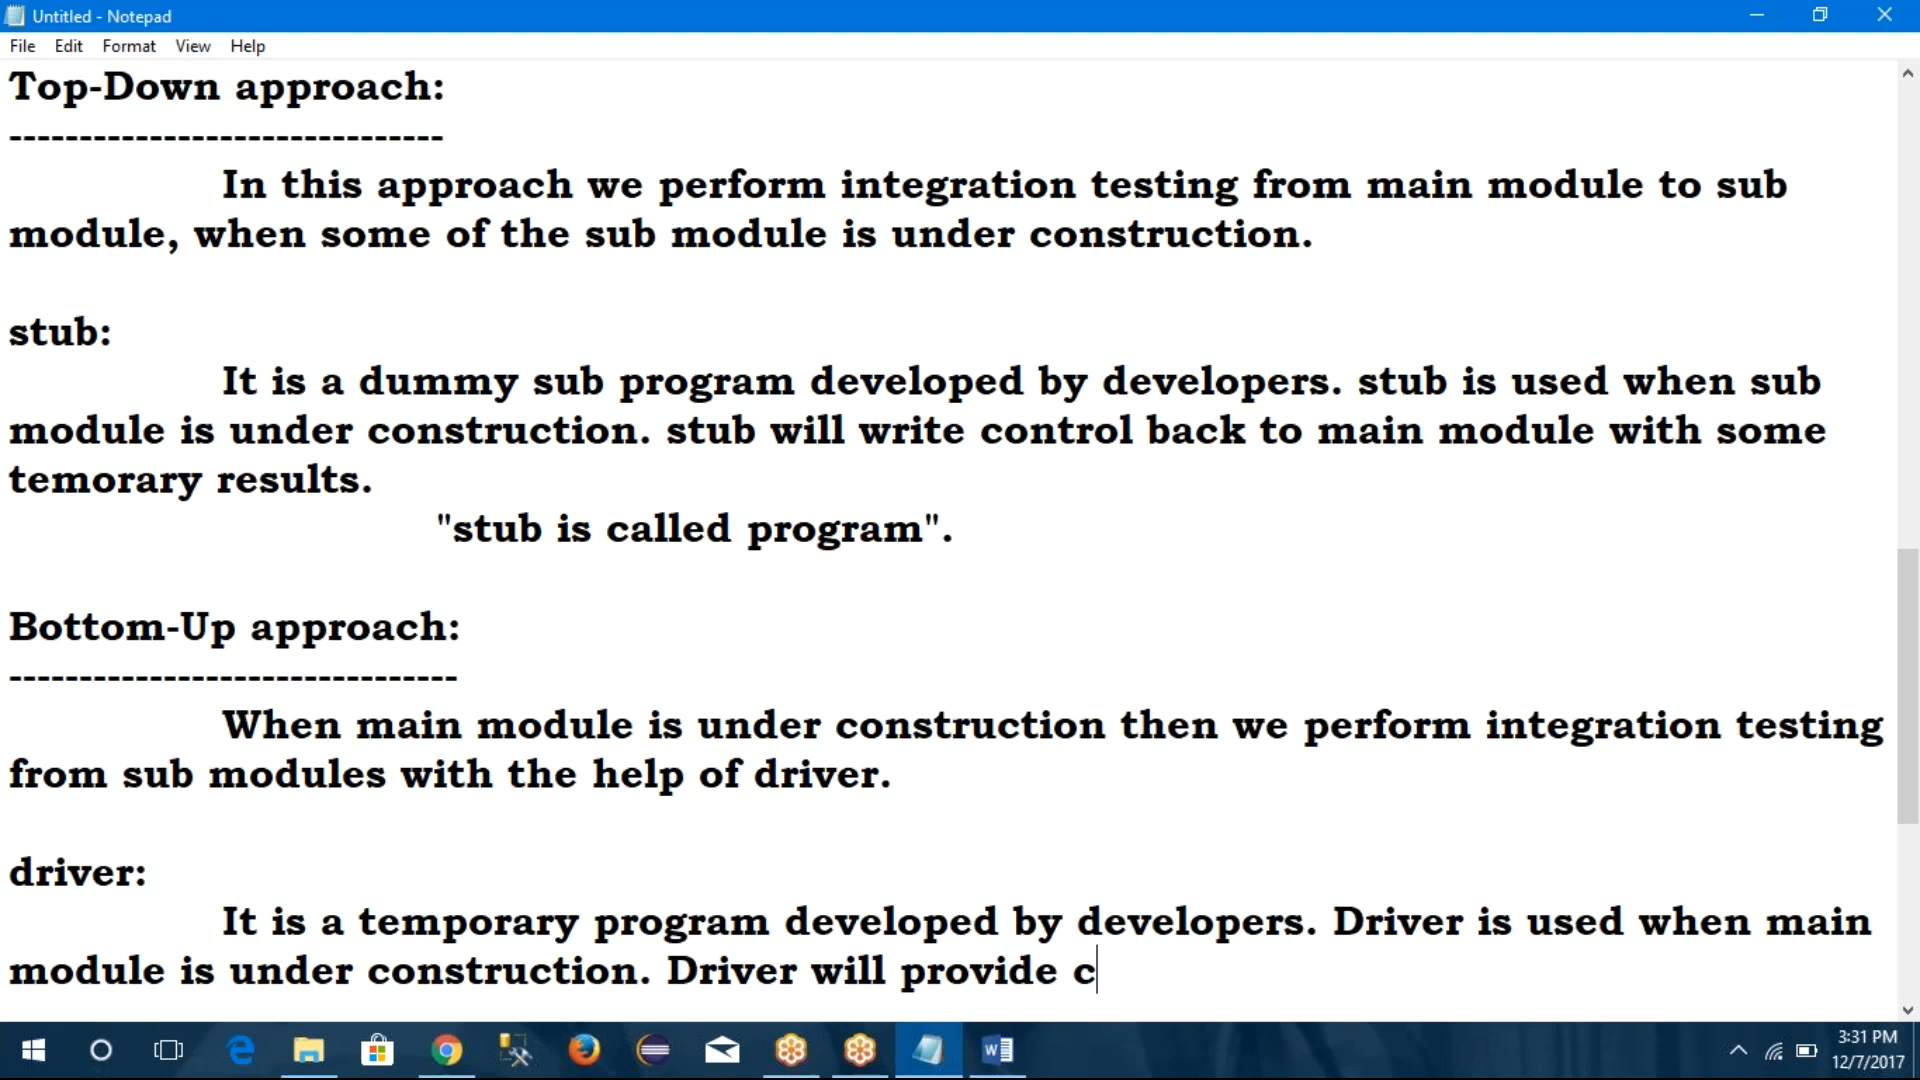 Untitled - Notepad
File Edit Format View Help
Top-Down approach:
-------------------------------
In this approach we perform integration testing from main module to sub
module, when some of the sub module is under construction.
stub:
It is a dummy sub program developed by developers. stub is used when sub
module is under construction. stub will write control back to main module with some
temorary results.
"stub is called program".
Bottom-Up approach:
--------------------------------
When main module is under construction then we perform integration testing
from sub modules with the help of driver.
driver:
It is a temporary program developed by developers. Driver is used when main
module is under construction. Driver will provide c
3:31 PM
12/7/2017